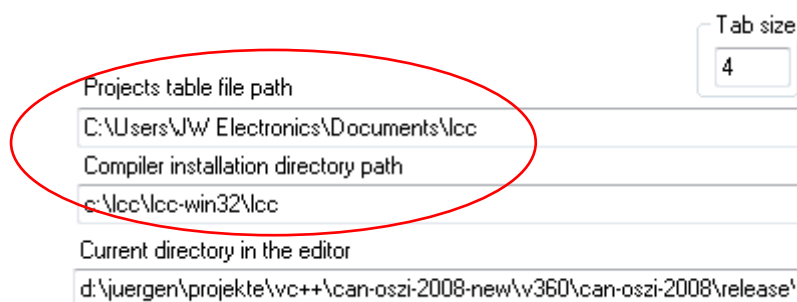 Tab size
4
Projects table file path
C:\Users\JW Electronics\Documents\lcc
Compiler installation directory path
c:\lcc\lcc-win32\lcc
Current directory in the editor
d:\juergen\projekte\vc++\can-oszi-2008-new\v360\can-oszi-2008\release\